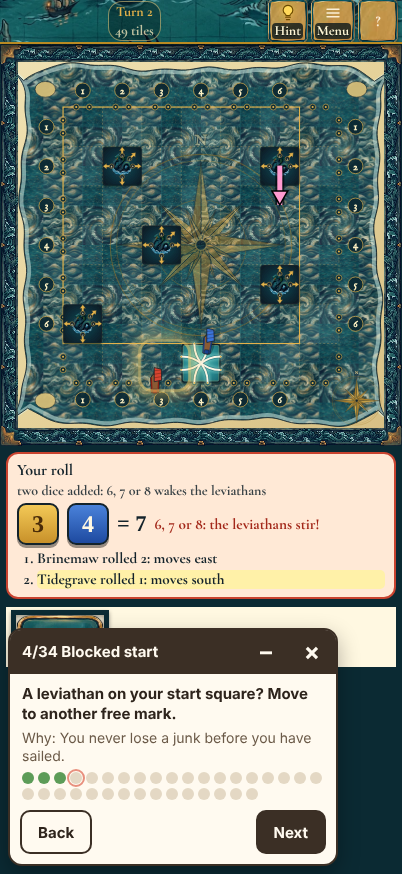 Turn 2
49 tiles
Hint
Menu
?
1 2 3 4 5 6
N
1 1
2 2
3 3
4 4
5 5
6 6
1 2 3 4 5 6
Your roll
two dice added: 6, 7 or 8 wakes the leviathans
3 4 = 7 6, 7 or 8: the leviathans stir!
1. Brinemaw rolled 2: moves east
2. Tidegrave rolled 1: moves south
4/34 Blocked start
A leviathan on your start square? Move
to another free mark.
Why: You never lose a junk before you have
sailed.
Back
Next